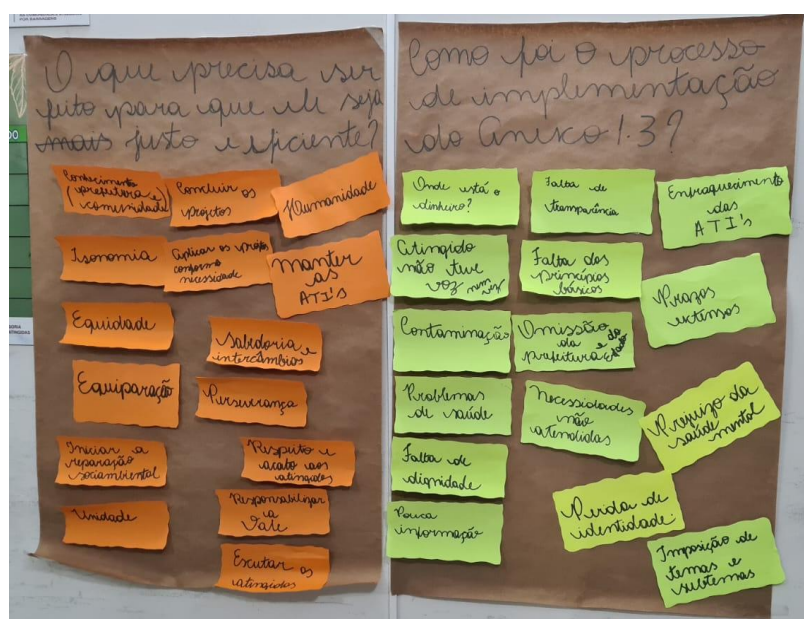 O que precisa ser
feito para que ele seja
mais justo e eficiente?
Conhecimento
(prefeitura e
comunidade)
Concluir os
projetos
Humanidade
Isonomia
Aplicar os
conforme
necessidade
Manter
as
ATI's
Equidade
Sabedoria e
intercâmbios
Equiparação
Perseverança
Iniciar a
reparação
Respeito e
acato aos
atingidos
Unidade
Responsabilizar
a
Vale
Escutar os
atingidos
Como foi o processo
de implementação
do Anexo 1.3?
Onde está o
dinheiro?
Falta de
transparência
Enfraquecimento
das
ATI's
Atingido
não teve
voz nem vez
Falta dos
princípios
básicos
Prazos
extensos
Contaminação
Omissão
da e do
prefeitura
Problemas
de saúde
Necessidades
não
atendidas
Prejuízo da
saúde
mental
Falta de
dignidade
Perda de
identidade
Pouca
informação
Imposição de
temas e
subtemas